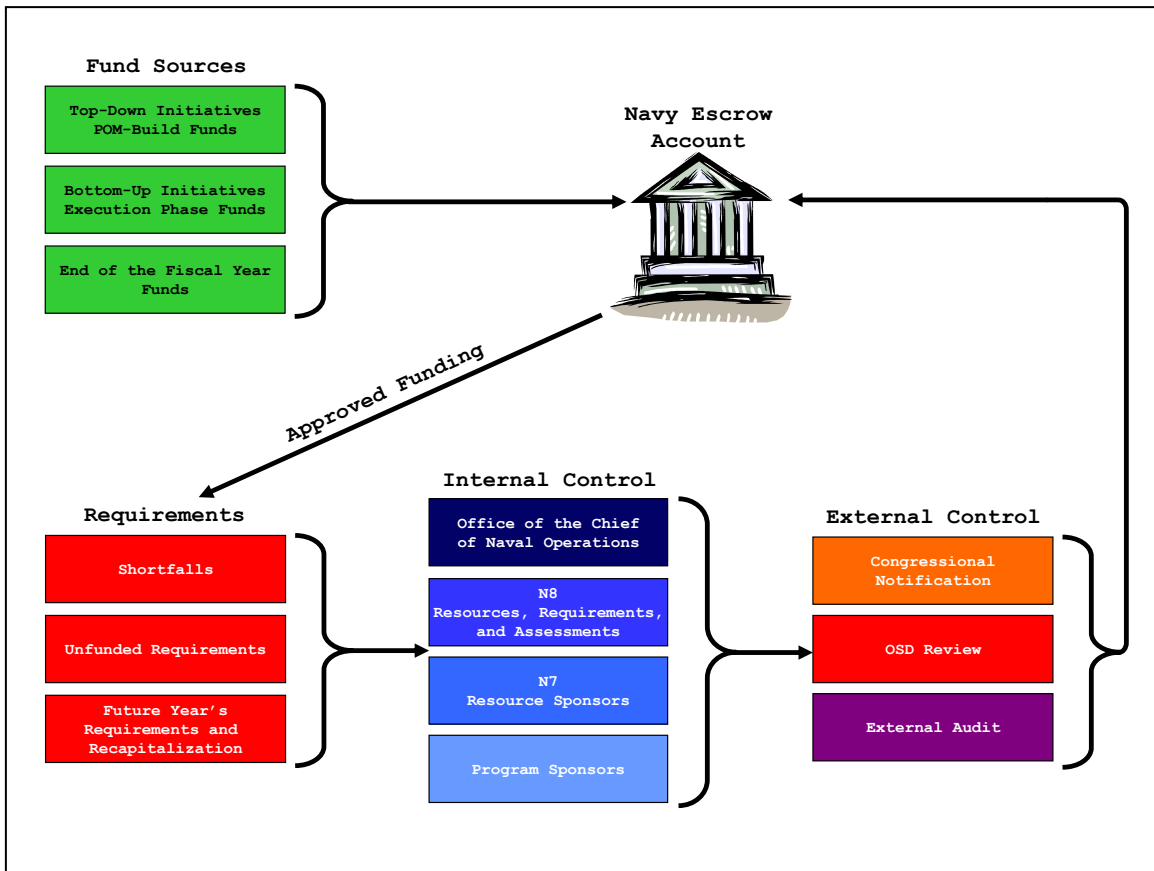 Fund Sources
Top-Down Initiatives
POM-Build Funds
Bottom-Up Initiatives
Execution Phase Funds
End of the Fiscal Year
Funds
Navy Escrow
Account
Approved Funding
Requirements
Shortfalls
Unfunded Requirements
Future Year’s
Requirements and
Recapitalization
Internal Control
Office of the Chief
of Naval Operations
N8
Resources, Requirements,
and Assessments
N7
Resource Sponsors
Program Sponsors
External Control
Congressional
Notification
OSD Review
External Audit